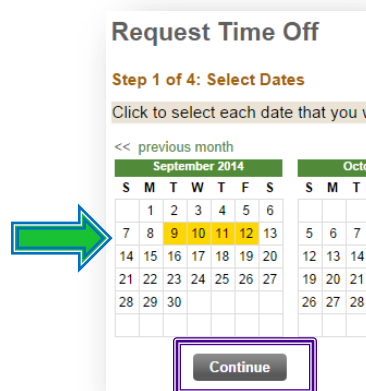 Request Time Off
Step 1 of 4: Select Dates
Click to select each date that you
<< previous month
September 2014
S M T W T F S
1 2 3 4 5 6
7 8 9 10 11 12 13
14 15 16 17 18 19 20
21 22 23 24 25 26 27
28 29 30
Octo
S M T
5 6 7
12 13 14
19 20 21
26 27 28
Continue